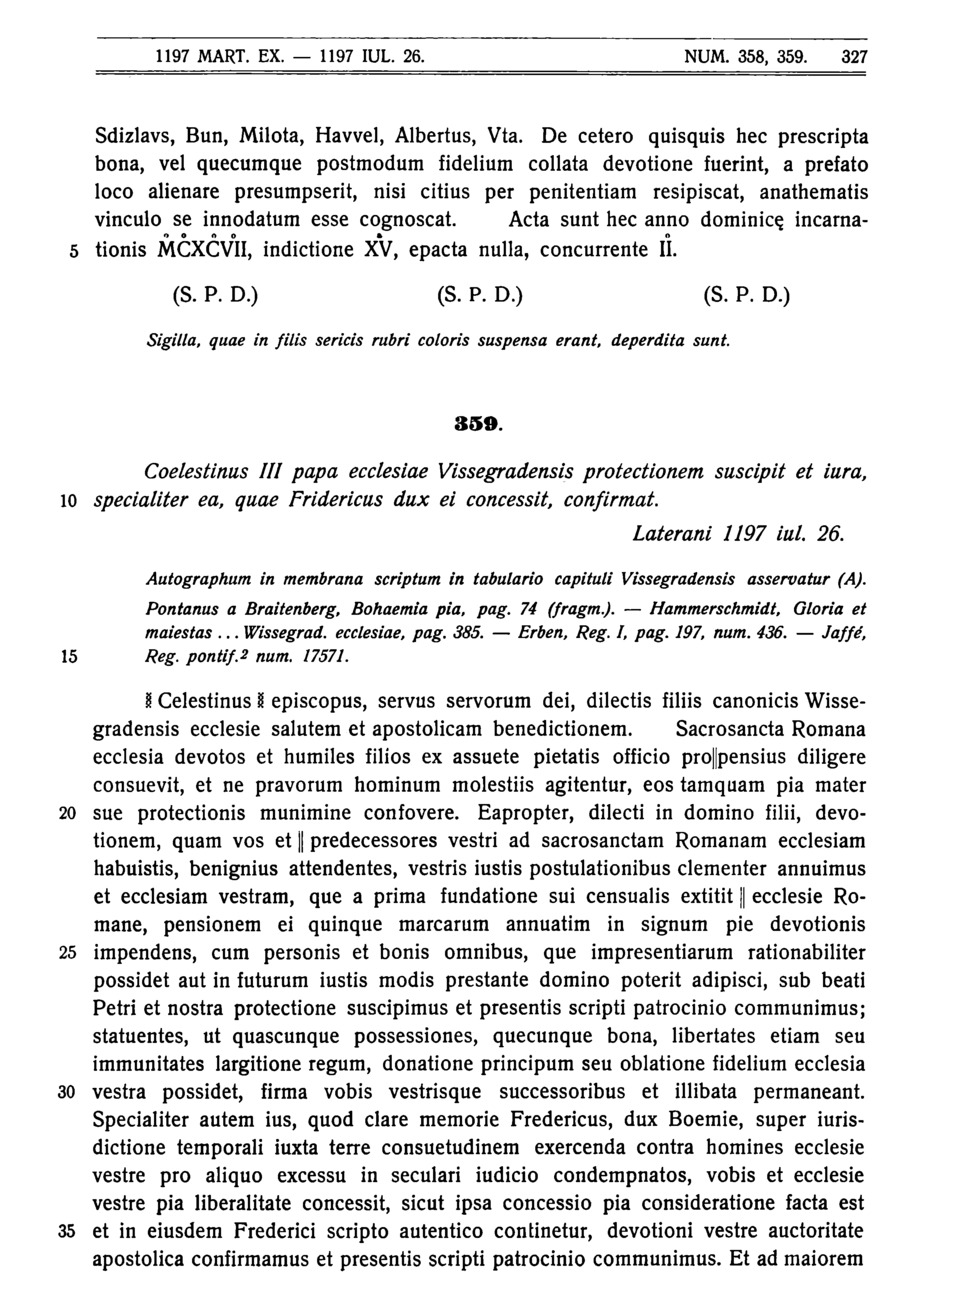 1197 MART. EX. — 1197 IUL. 26. NUM. 358, 359. 327
Sdizlavs, Bun, Milota, Havvel, Albertus, Vta. De cetero quisquis hec prescripta
bona, vel quecumque postmodum fidelium collata devotione fuerint, a prefato
loco alienare presumpserit, nisi citius per penitentiam resipiscat, anathematis
vinculo se innodatum esse cognoscat. Acta sunt hec anno dominicę incarna-
5 tionis M̊C̊XC̊V̊II, indictione XV̊, epacta nulla, concurrente II̊.
(S. P. D.) (S. P. D.) (S. P. D.)
Sigilla, quae in filis sericis rubri coloris suspensa erant, deperdita sunt.
359.
Coelestinus III papa ecclesiae Vissegradensis protectionem suscipit et iura,
10 specialiter ea, quae Fridericus dux ei concessit, confirmat.
Laterani 1197 iul. 26.
Autographum in membrana scriptum in tabulario capituli Vissegradensis asservatur (A).
Pontanus a Braitenberg, Bohaemia pia, pag. 74 (fragm.). — Hammerschmidt, Gloria et
maiestas ... Wissegrad. ecclesiae, pag. 385. — Erben, Reg. I, pag. 197, num. 436. — Jaffé,
15 Reg. pontif.² num. 17571.
Celestinus episcopus, servus servorum dei, dilectis filiis canonicis Wisse-
gradensis ecclesie salutem et apostolicam benedictionem. Sacrosancta Romana
ecclesia devotos et humiles filios ex assuete pietatis officio pro||pensius diligere
consuevit, et ne pravorum hominum molestiis agitentur, eos tamquam pia mater
20 sue protectionis munimine confovere. Eapropter, dilecti in domino filii, devo-
tionem, quam vos et || predecessores vestri ad sacrosanctam Romanam ecclesiam
habuistis, benignius attendentes, vestris iustis postulationibus clementer annuimus
et ecclesiam vestram, que a prima fundatione sui censualis extitit || ecclesie Ro-
mane, pensionem ei quinque marcarum annuatim in signum pie devotionis
25 impendens, cum personis et bonis omnibus, que impresentiarum rationabiliter
possidet aut in futurum iustis modis prestante domino poterit adipisci, sub beati
Petri et nostra protectione suscipimus et presentis scripti patrocinio communimus;
statuentes, ut quascunque possessiones, quecunque bona, libertates etiam seu
immunitates largitione regum, donatione principum seu oblatione fidelium ecclesia
30 vestra possidet, firma vobis vestrisque successoribus et illibata permaneant.
Specialiter autem ius, quod clare memorie Fredericus, dux Boemie, super iuris-
dictione temporali iuxta terre consuetudinem exercenda contra homines ecclesie
vestre pro aliquo excessu in seculari iudicio condempnatos, vobis et ecclesie
vestre pia liberalitate concessit, sicut ipsa concessio pia consideratione facta est
35 et in eiusdem Frederici scripto autentico continetur, devotioni vestre auctoritate
apostolica confirmamus et presentis scripti patrocinio communimus. Et ad maiorem